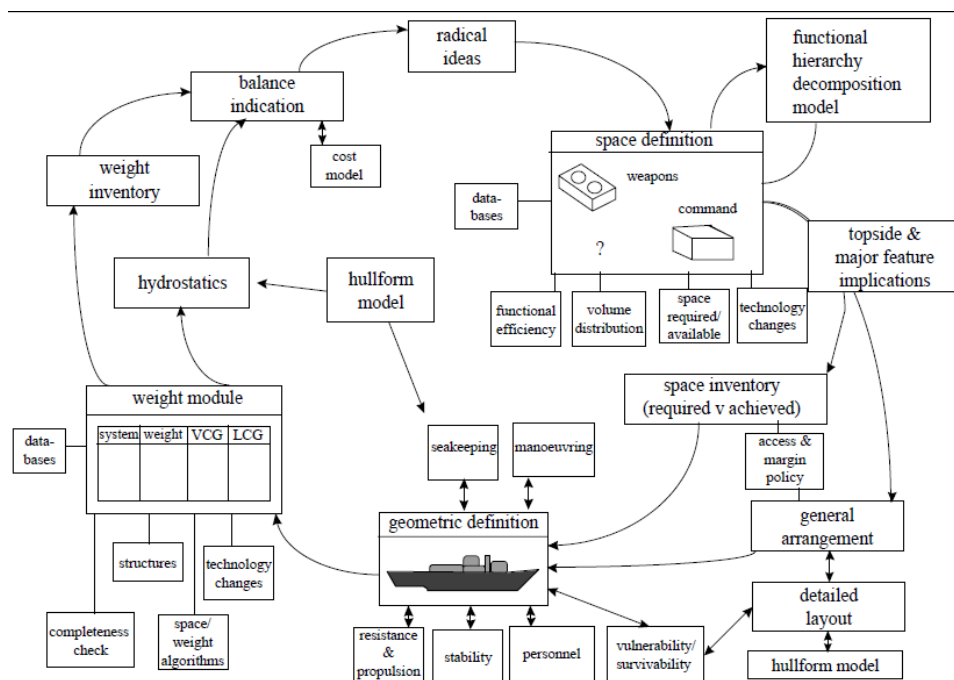 radical
ideas
functional
hierarchy
decomposition
model
balance
indication
cost
model
weight
inventory
space definition
weapons
command
?
data-
bases
topside &
major feature
implications
hydrostatics
hullform
model
functional
efficiency
volume
distribution
space
required/
available
technology
changes
space inventory
(required v achieved)
access &
margin
policy
weight module
system weight VCG LCG
data-
bases
seakeeping
manoeuvring
geometric definition
general
arrangement
structures
technology
changes
completeness
check
space/
weight
algorithms
resistance
&
propulsion
stability
personnel
vulnerability/
survivability
detailed
layout
hullform model